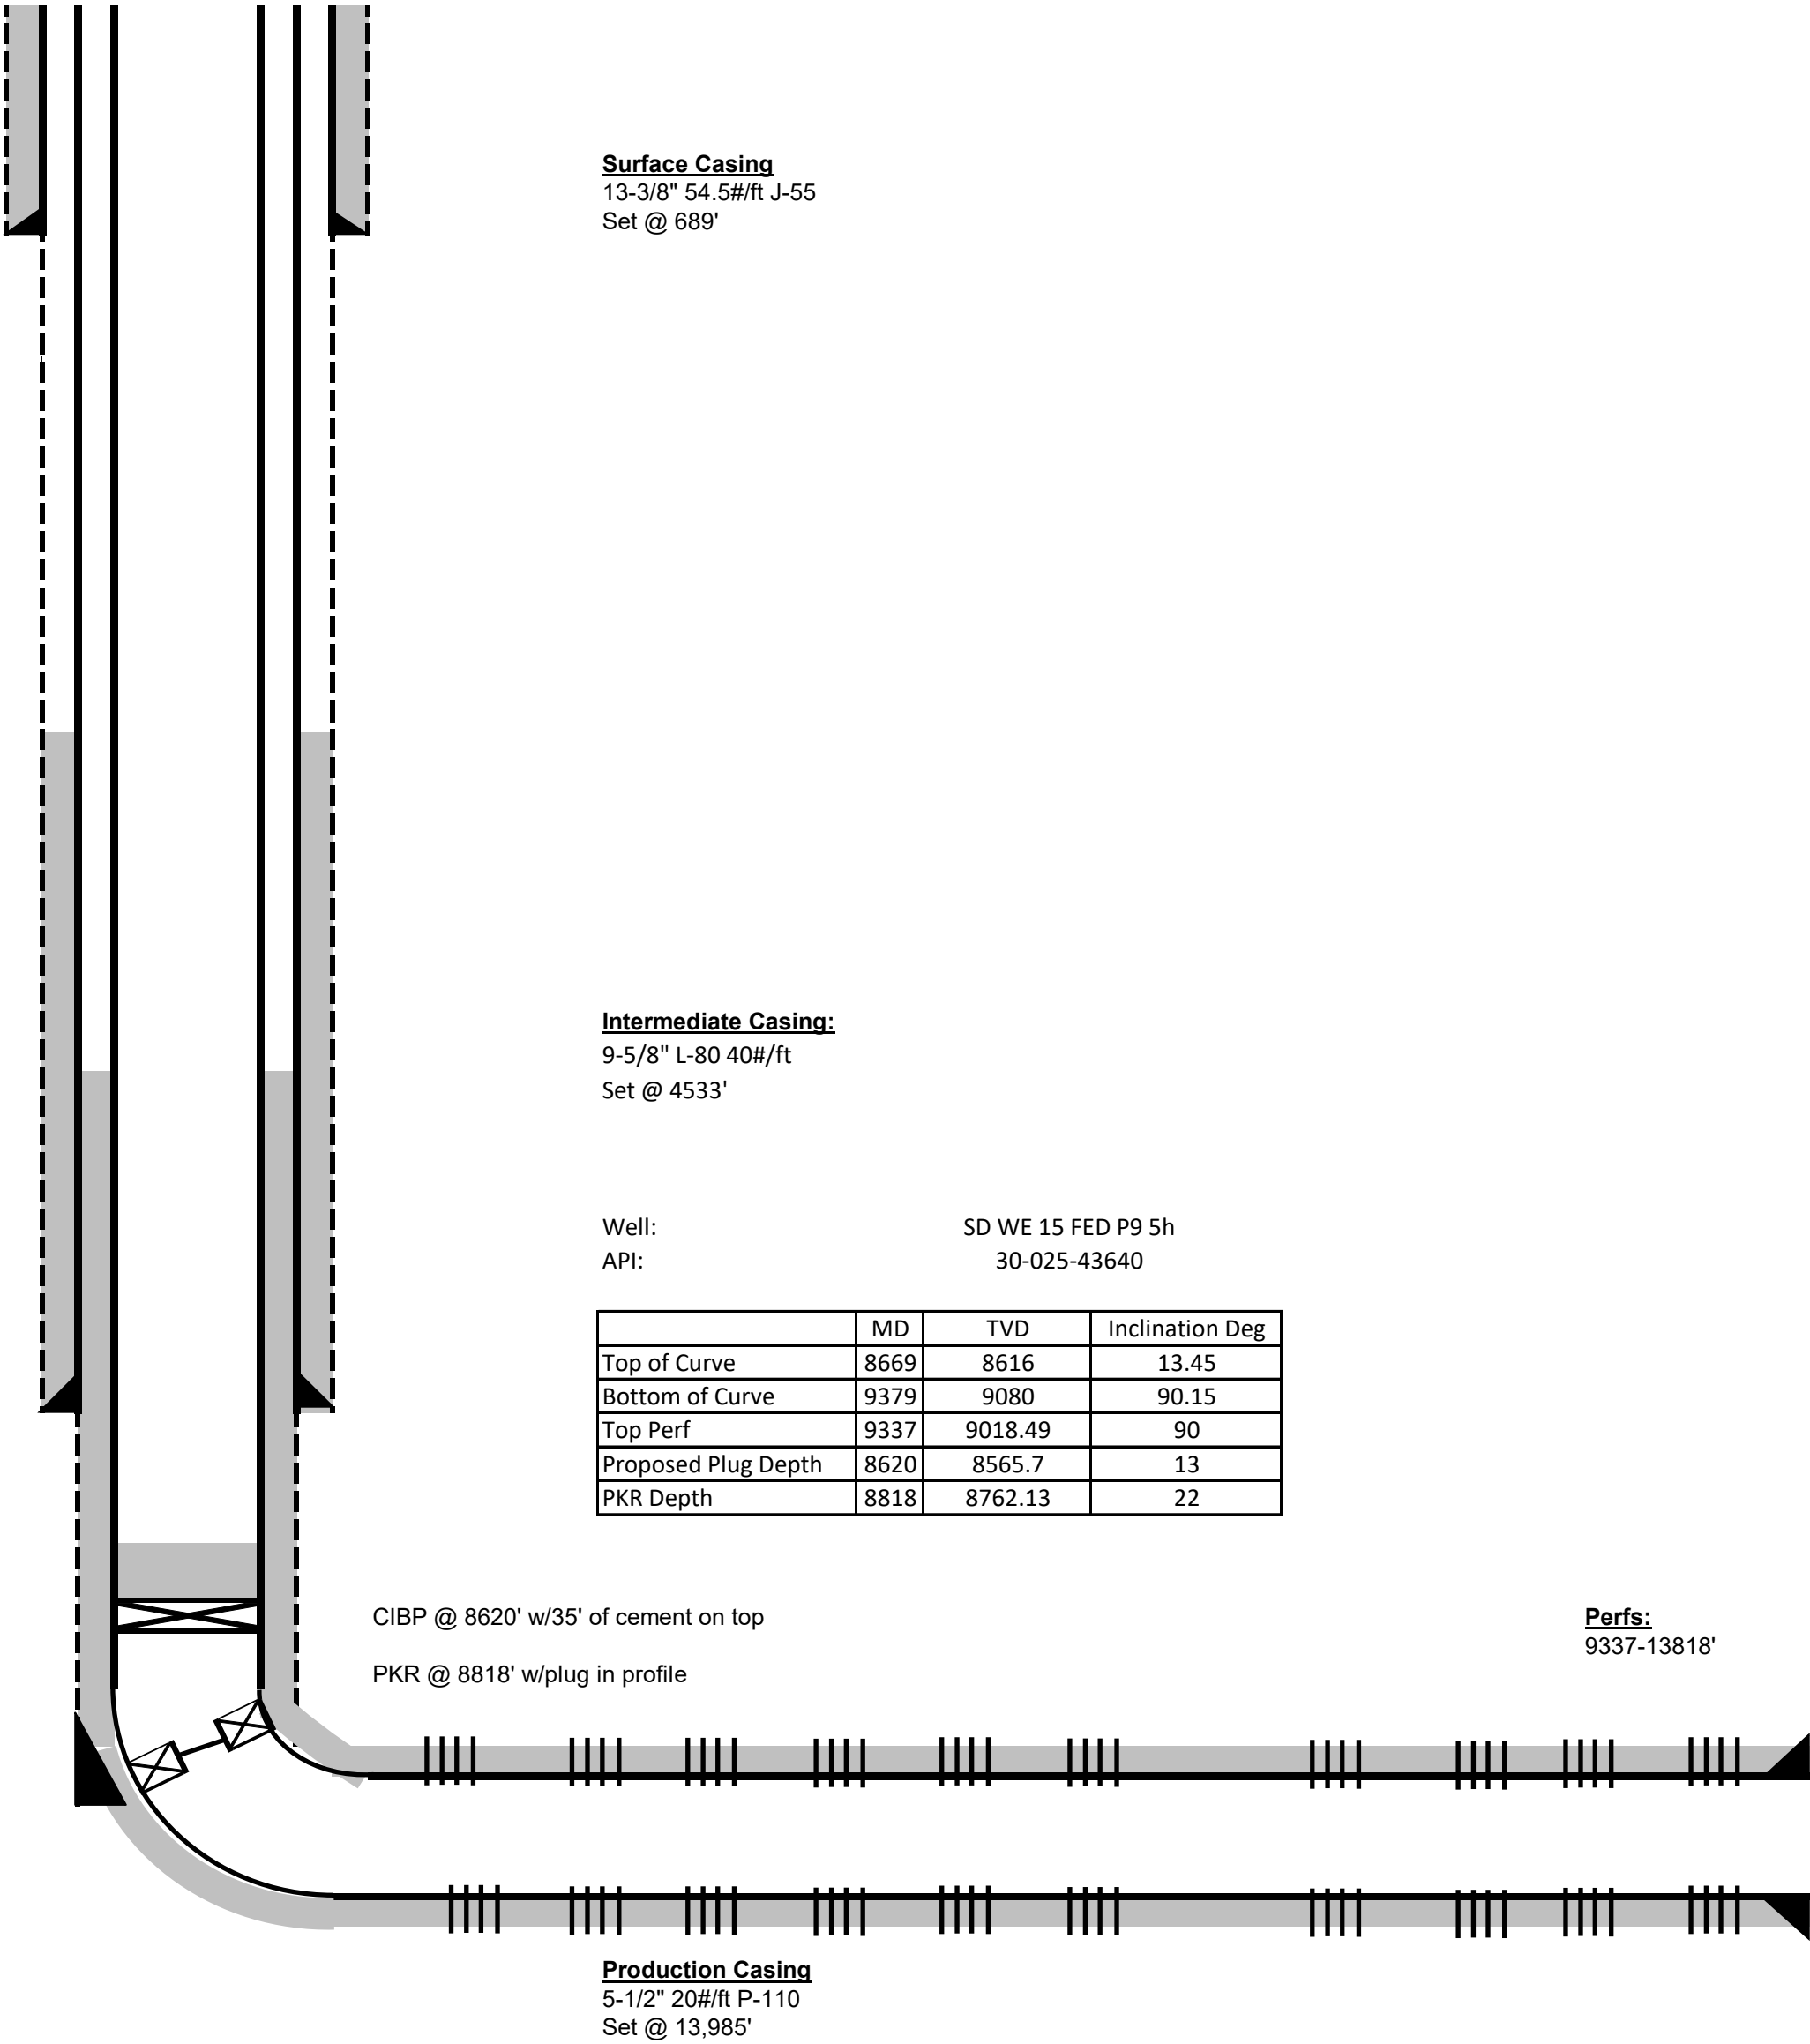 Surface Casing
13-3/8" 54.5#/ft J-55
Set @ 689'
Intermediate Casing:
9-5/8" L-80 40#/ft
Set @ 4533'
Well: SD WE 15 FED P9 5h
API: 30-025-43640
MD TVD Inclination Deg
Top of Curve 8669 8616 13.45
Bottom of Curve 9379 9080 90.15
Top Perf 9337 9018.49 90
Proposed Plug Depth 8620 8565.7 13
PKR Depth 8818 8762.13 22
CIBP @ 8620' w/35' of cement on top
PKR @ 8818' w/plug in profile
Perfs:
9337-13818'
Production Casing
5-1/2" 20#/ft P-110
Set @ 13,985'